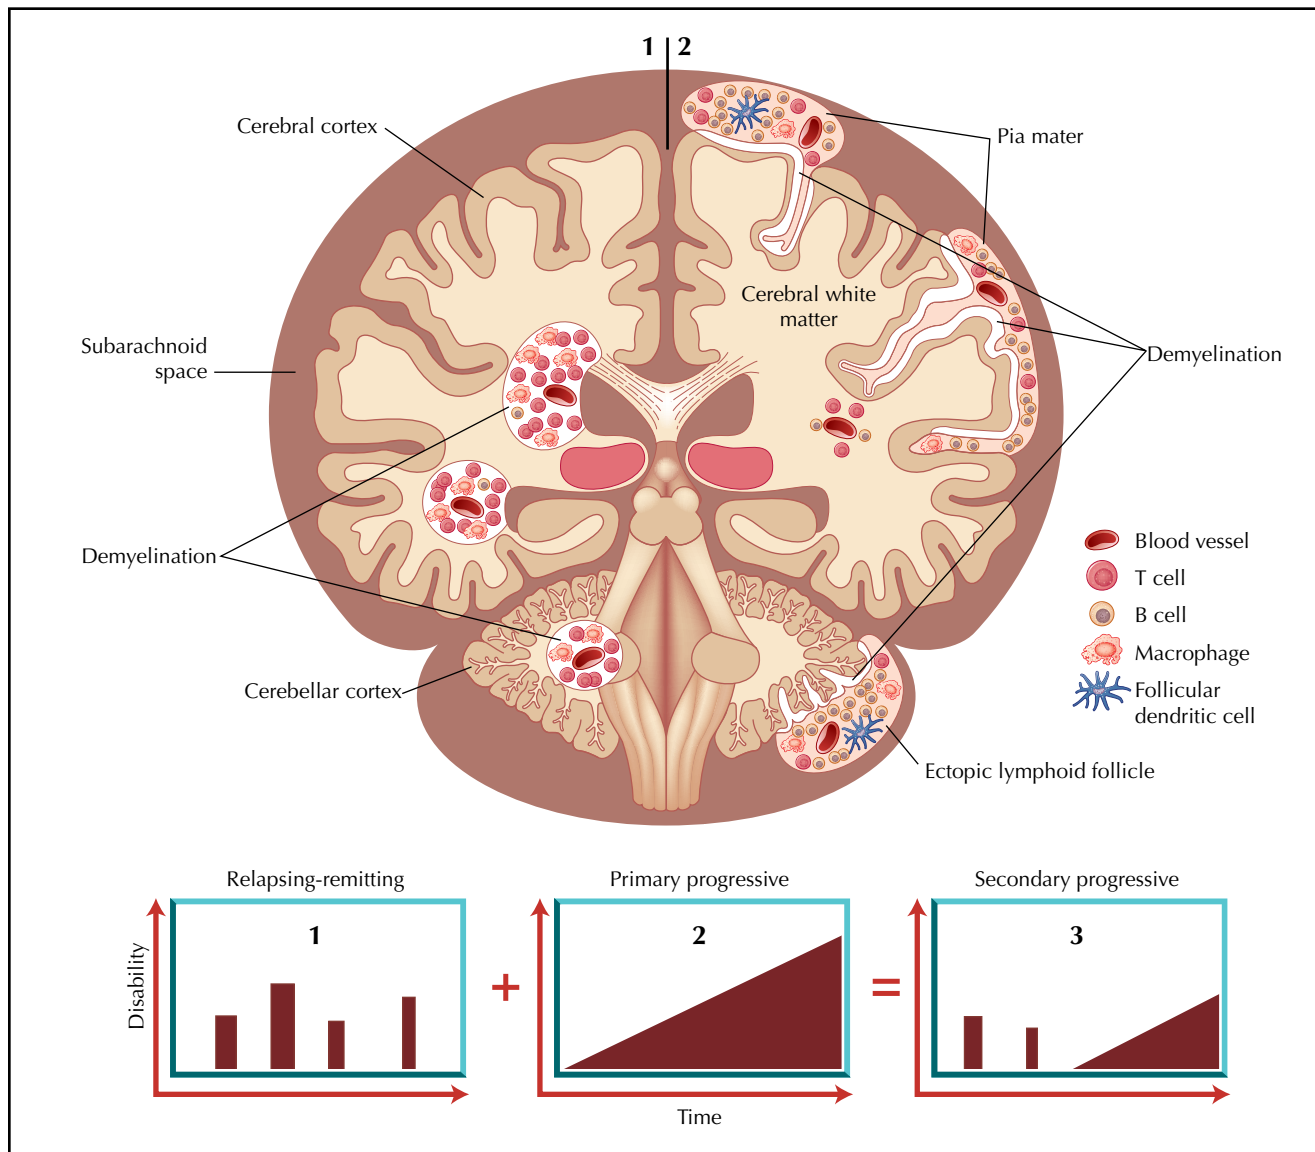 1 2
Cerebral cortex
Pia mater
Cerebral white
matter
Subarachnoid
space
Demyelination
Demyelination
Blood vessel
T cell
B cell
Macrophage
Follicular
dendritic cell
Cerebellar cortex
Ectopic lymphoid follicle
Relapsing-remitting
Primary progressive
Secondary progressive
1
2
3
Disability
+
=
Time